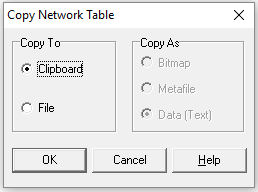 Copy Network Table
Copy To
Clipboard
File
Copy As
Bitmap
Metafile
Data (Text)
OK
Cancel
Help